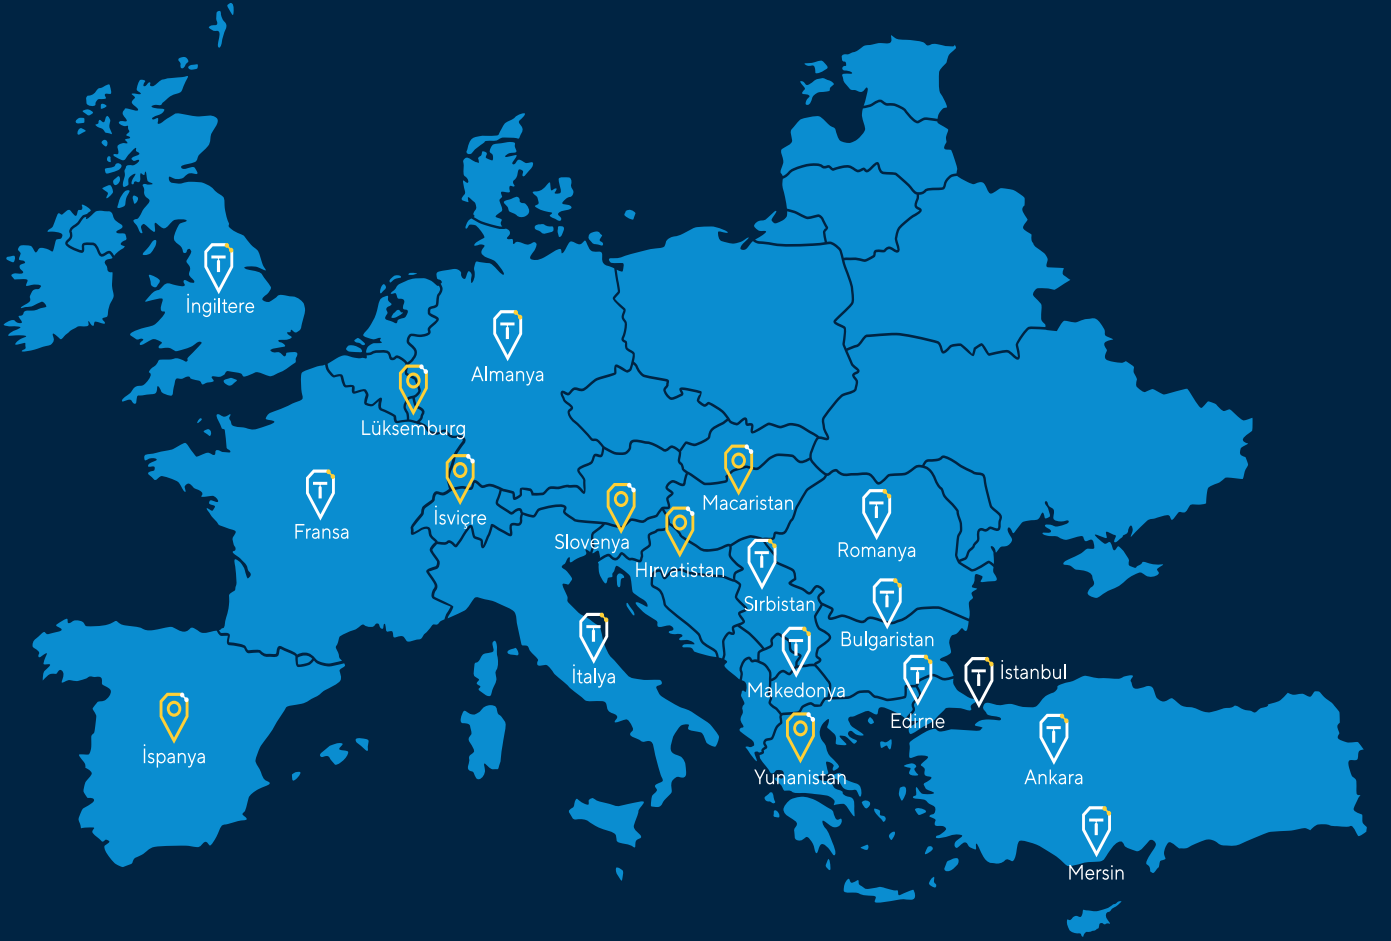 T
İngiltere
T
Almanya
Lüksemburg
T
Fransa
İsviçre
Macaristan
Slovenya
Hırvatistan
T
Romanya
T
Sırbistan
T
Bulgaristan
T
İtalya
T
Makedonya
T
Edirne
T
İstanbul
İspanya
Yunanistan
T
Ankara
T
Mersin